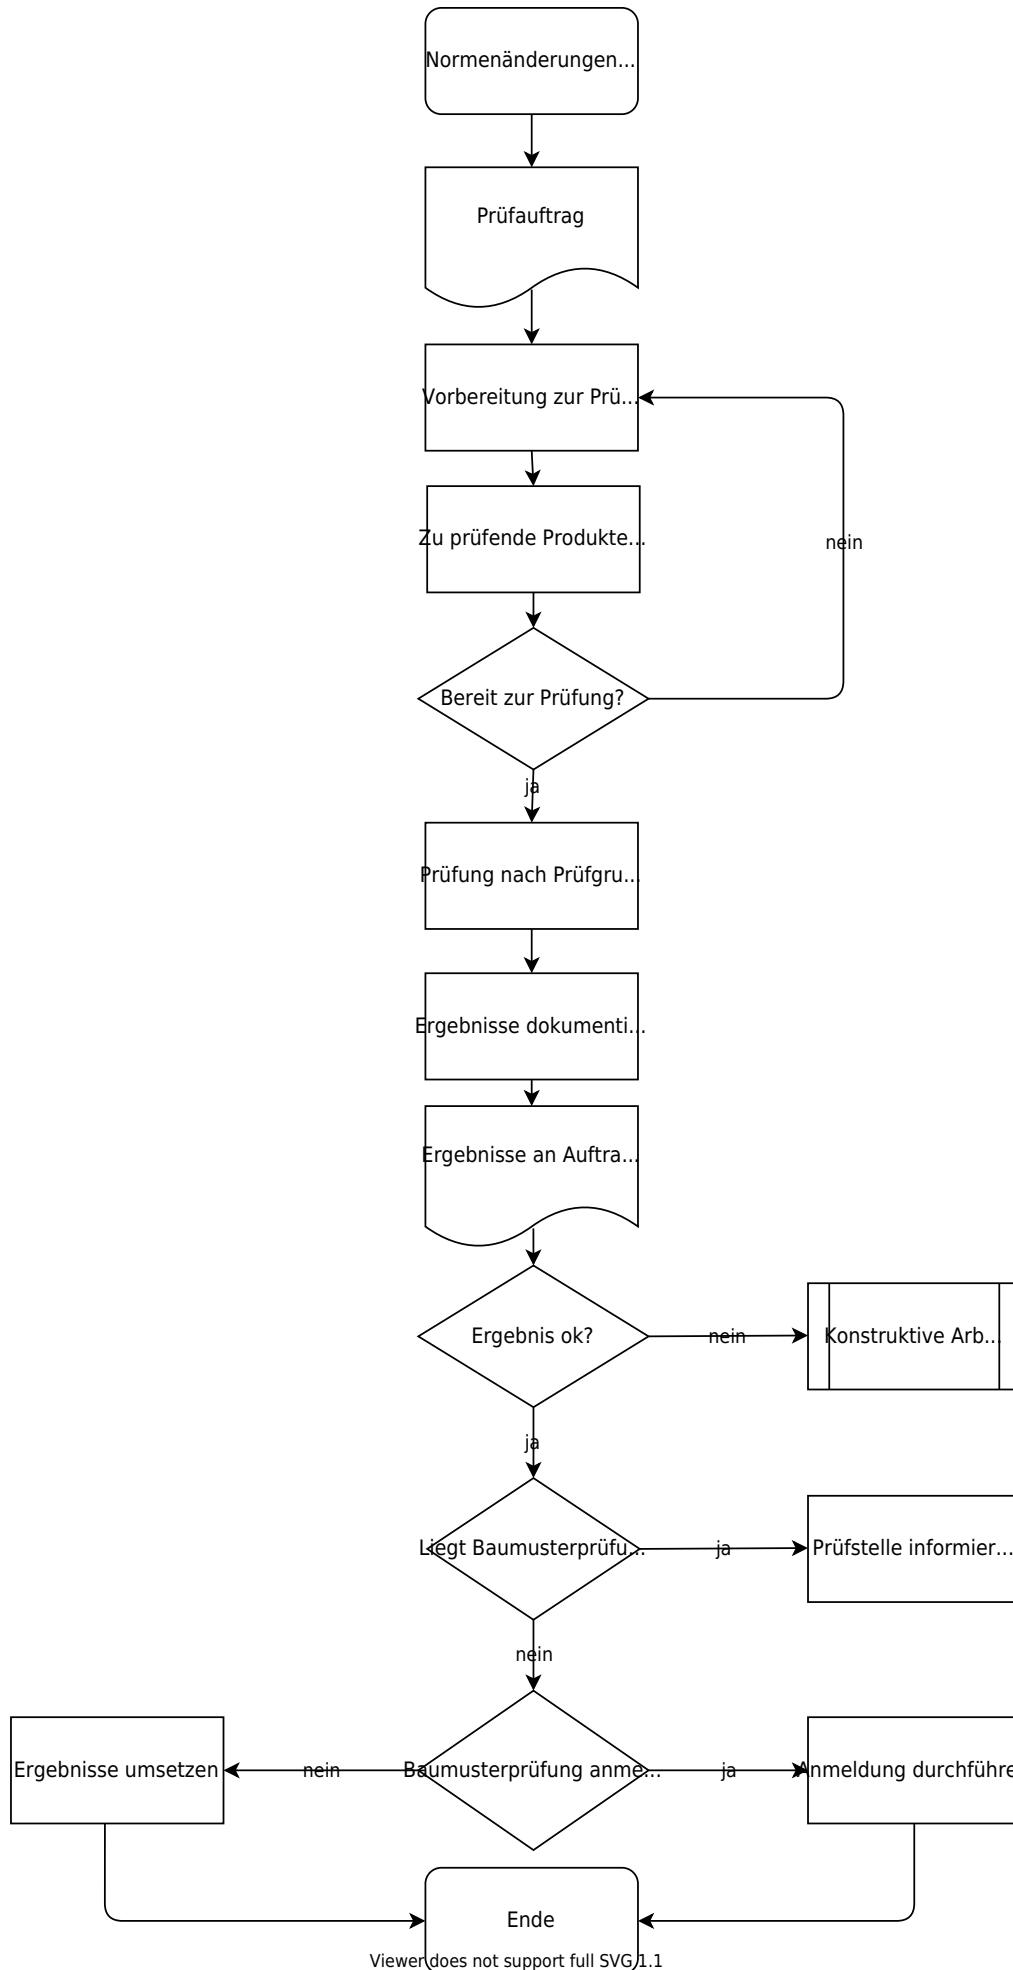 Normenänderungen...
Prüfauftrag
Vorbereitung zur Prü...
Zu prüfende Produkte...
nein
Bereit zur Prüfung?
ja
Prüfung nach Prüfgru...
Ergebnisse dokumenti...
Ergebnisse an Auftra...
Ergebnis ok?
nein
Konstruktive Arb...
ja
Liegt Baumusterprüfu...
ja
Prüfstelle informier...
nein
Ergebnisse umsetzen
nein
Baumusterprüfung anme...
ja
Anmeldung durchführe
Ende
Viewer does not support full SVG 1.1